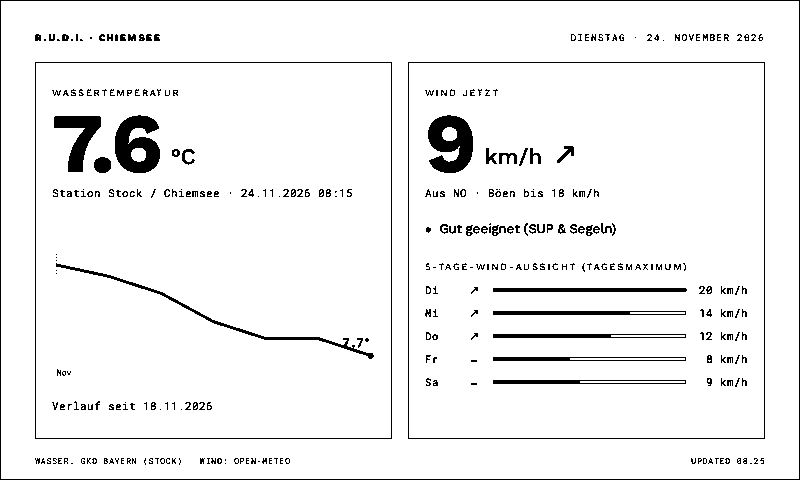 R.U.D.I. · CHIEMSEE
DIENSTAG · 24. NOVEMBER 2026
WASSERTEMPERATUR
7.6 °C
Station Stock / Chiemsee · 24.11.2026 08:15
7.7°
Nov
Verlauf seit 18.11.2026
WIND JETZT
9 km/h ↗
Aus NO · Böen bis 18 km/h
• Gut geeignet (SUP & Segeln)
5-TAGE-WIND-AUSSICHT (TAGESMAXIMUM)
Di ↗ 20 km/h
Mi ↗ 14 km/h
Do ↗ 12 km/h
Fr – 8 km/h
Sa – 9 km/h
WASSER: GKD BAYERN (STOCK) WIND: OPEN-METEO
UPDATED 08:25